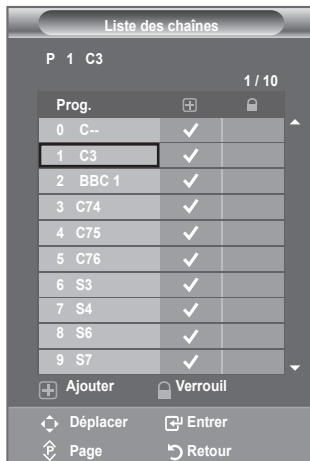 Liste des chaînes
P 1 C3
1 / 10
Prog.
0 C--
1 C3
2 BBC 1
3 C74
4 C75
5 C76
6 S3
7 S4
8 S6
9 S7
Ajouter Verrouil
Déplacer Entrer
P Page Retour